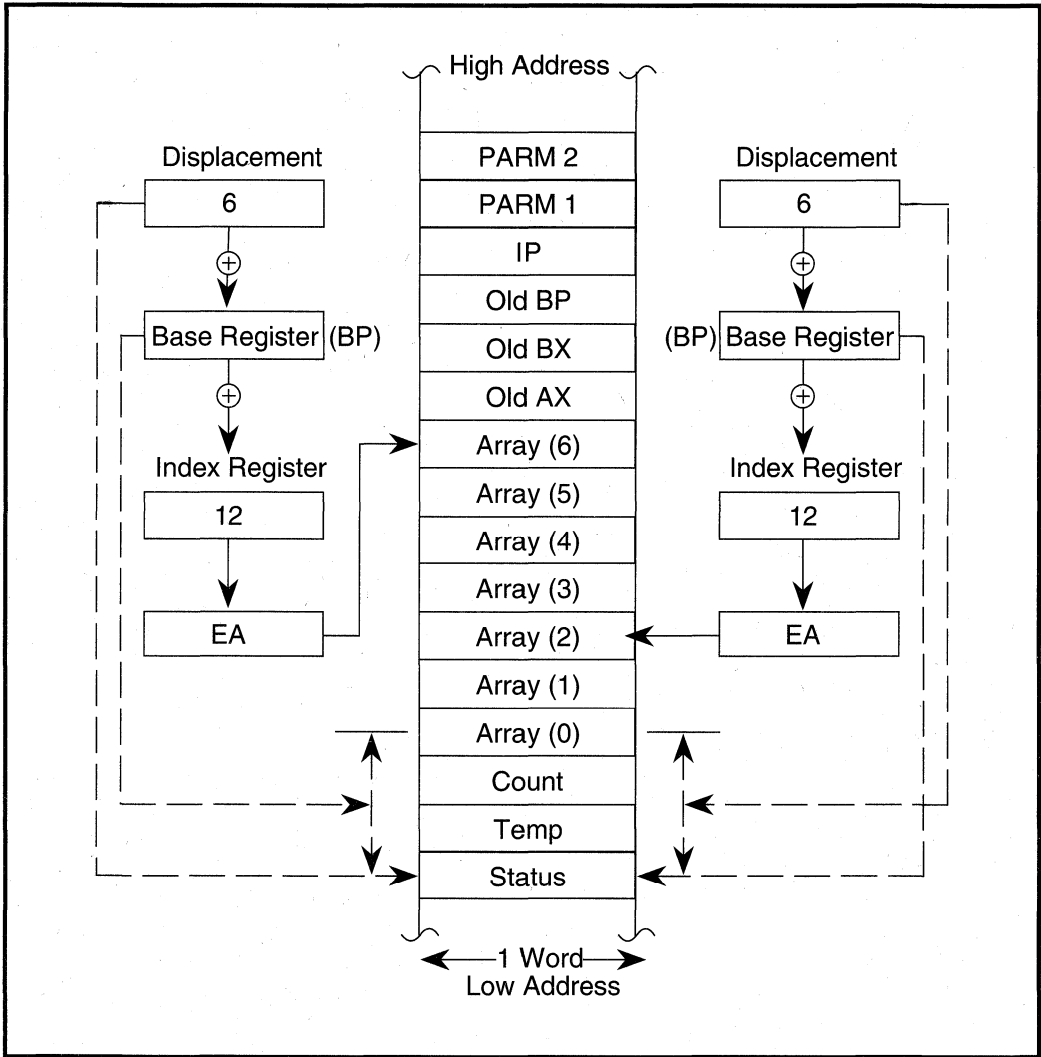 High Address
Displacement
6
Base Register (BP)
Index Register
12
EA
PARM 2
PARM 1
IP
Old BP
Old BX
Old AX
Array (6)
Array (5)
Array (4)
Array (3)
Array (2)
Array (1)
Array (0)
Count
Temp
Status
Displacement
6
(BP) Base Register
Index Register
12
EA
1 Word
Low Address